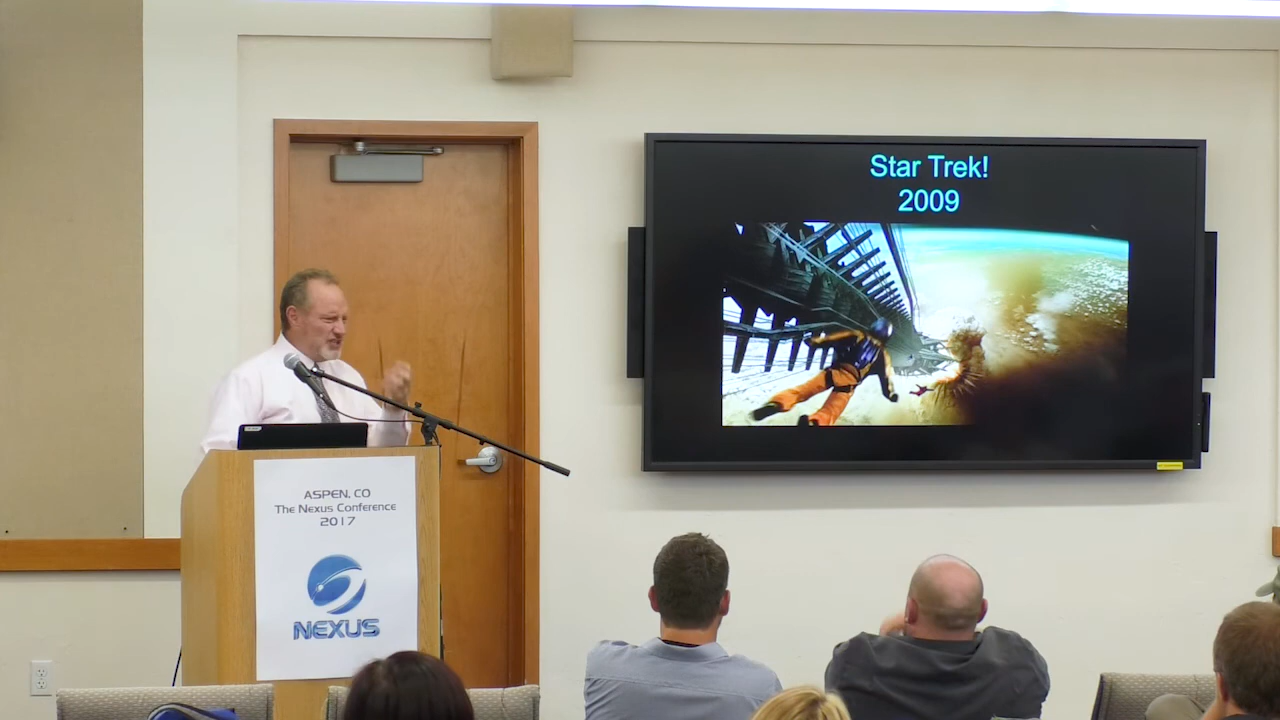 Star Trek!
2009
ASPEN, CO
The Nexus Conference
2017
NEXUS